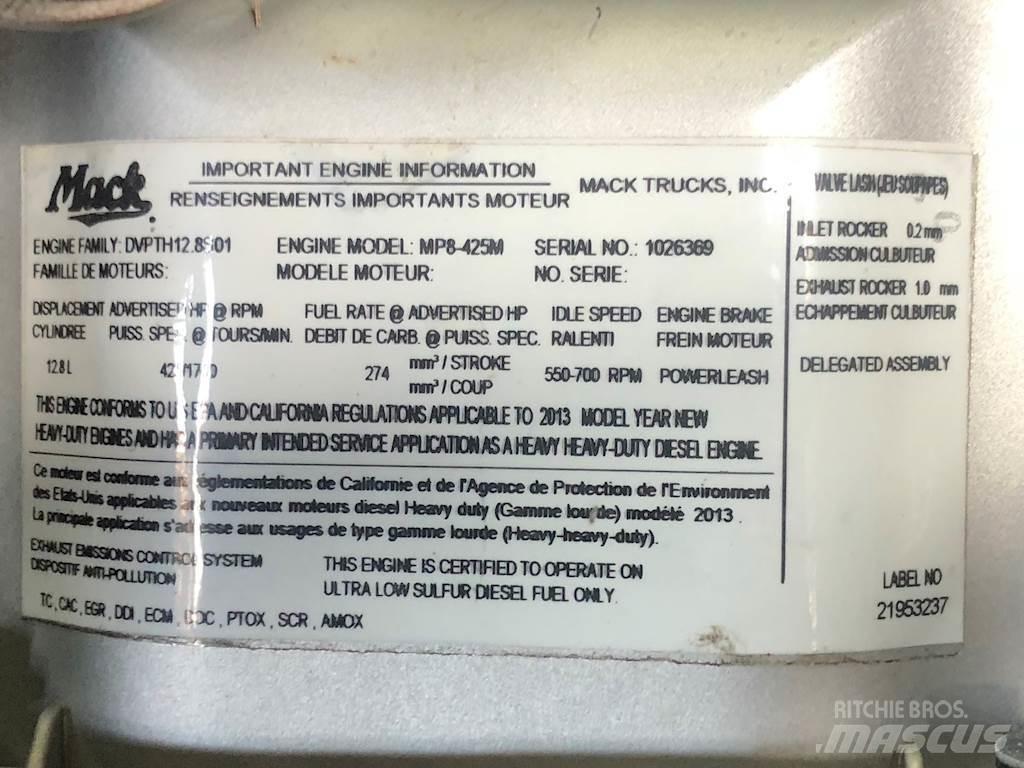 Mack
IMPORTANT ENGINE INFORMATION
RENSEIGNEMENTS IMPORTANTS MOTEUR
MACK TRUCKS, INC.
ENGINE FAMILY: ENGINE MODEL: MP8-425M SERIAL NO.: 1026369
FAMILLE DE MOTEURS: MODELE MOTEUR: NO. SERIE:
DISPLACEMENT ADVERTISED HP @ RPM FUEL RATE @ ADVERTISED HP IDLE SPEED ENGINE BRAKE
CYLINDREE PUISS. SPEC. @ TOURS/MIN. DEBIT DE CARB. @ PUISS. SPEC. RALENTI FREIN MOTEUR
12.8 L 274 mm³ / STROKE 550-700 RPM POWERLEASH
mm³ / COUP
THIS ENGINE CONFORMS TO U.S. EPA AND CALIFORNIA REGULATIONS APPLICABLE TO 2013 MODEL YEAR NEW
HEAVY-DUTY ENGINES AND HAS A PRIMARY INTENDED SERVICE APPLICATION AS A HEAVY HEAVY-DUTY DIESEL ENGINE.
Ce moteur est conforme aux réglementations de Californie et de l'Agence de Protection de l'Environment
des Etats-Unis applicables aux nouveaux moteurs diesel Heavy duty (Gamme lourde) modélé 2013 .
La principale application s'adresse aux usages de type gamme lourde (Heavy-heavy-duty).
EXHAUST EMISSIONS CONTROL SYSTEM
DISPOSITIF ANTI-POLLUTION
THIS ENGINE IS CERTIFIED TO OPERATE ON
ULTRA LOW SULFUR DIESEL FUEL ONLY.
TC , CAC, EGR , DDI , ECM , DOC , PTOX , SCR , AMOX
VALVE LASH (JEU SOUPAPES)
INLET ROCKER 0.2 mm
ADMISSION CULBUTEUR
EXHAUST ROCKER 1.0 mm
ECHAPPEMENT CULBUTEUR
DELEGATED ASSEMBLY
LABEL NO
21953237
RITCHIE BROS.
MASCUS